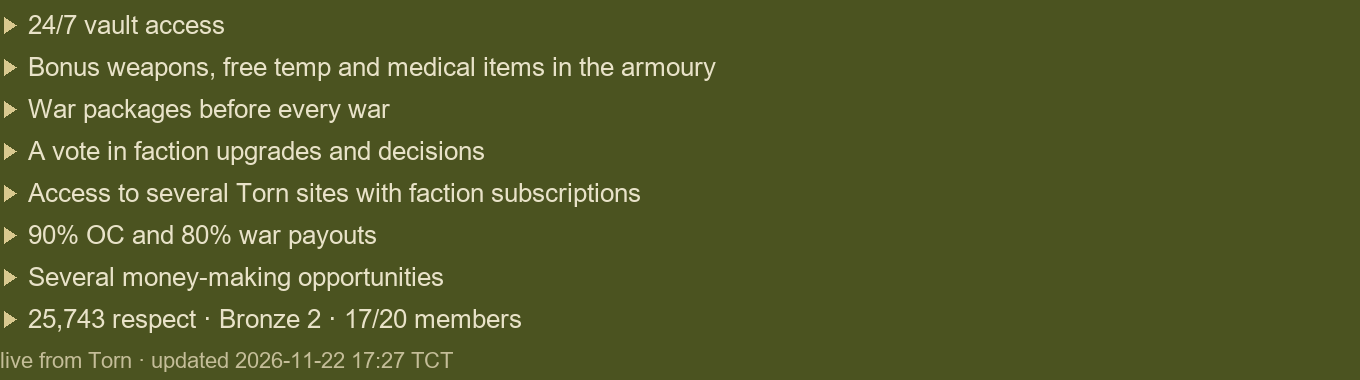 24/7 vault access
Bonus weapons, free temp and medical items in the armoury
War packages before every war
A vote in faction upgrades and decisions
Access to several Torn sites with faction subscriptions
90% OC and 80% war payouts
Several money-making opportunities
25,743 respect · Bronze 2 · 17/20 members
live from Torn · updated 2026-11-22 17:27 TCT